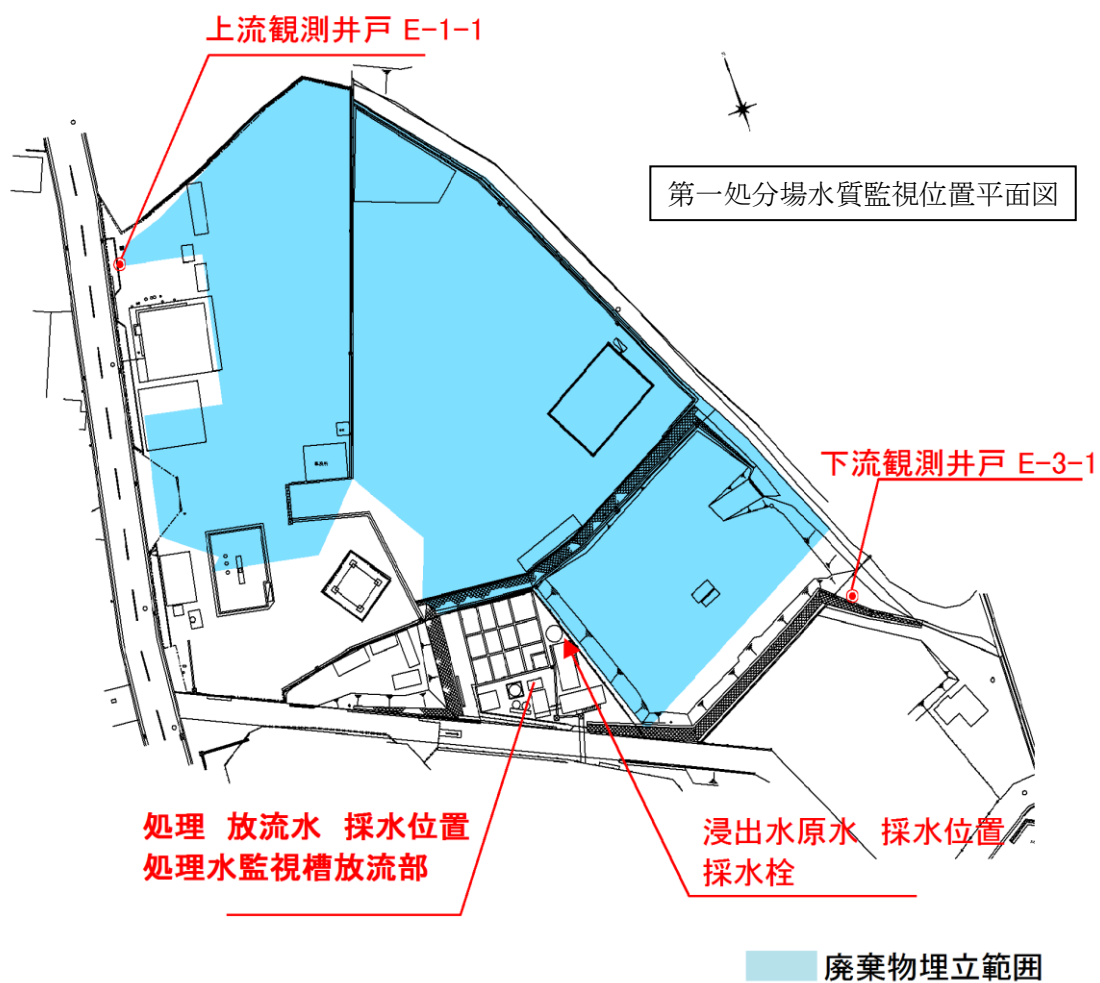 上流観測井戸 E-1-1
第一処分場水質監視位置平面図
下流観測井戸 E-3-1
処理 放流水 採水位置
処理水監視槽放流部
浸出水原水 採水位置
採水栓
廃棄物埋立範囲